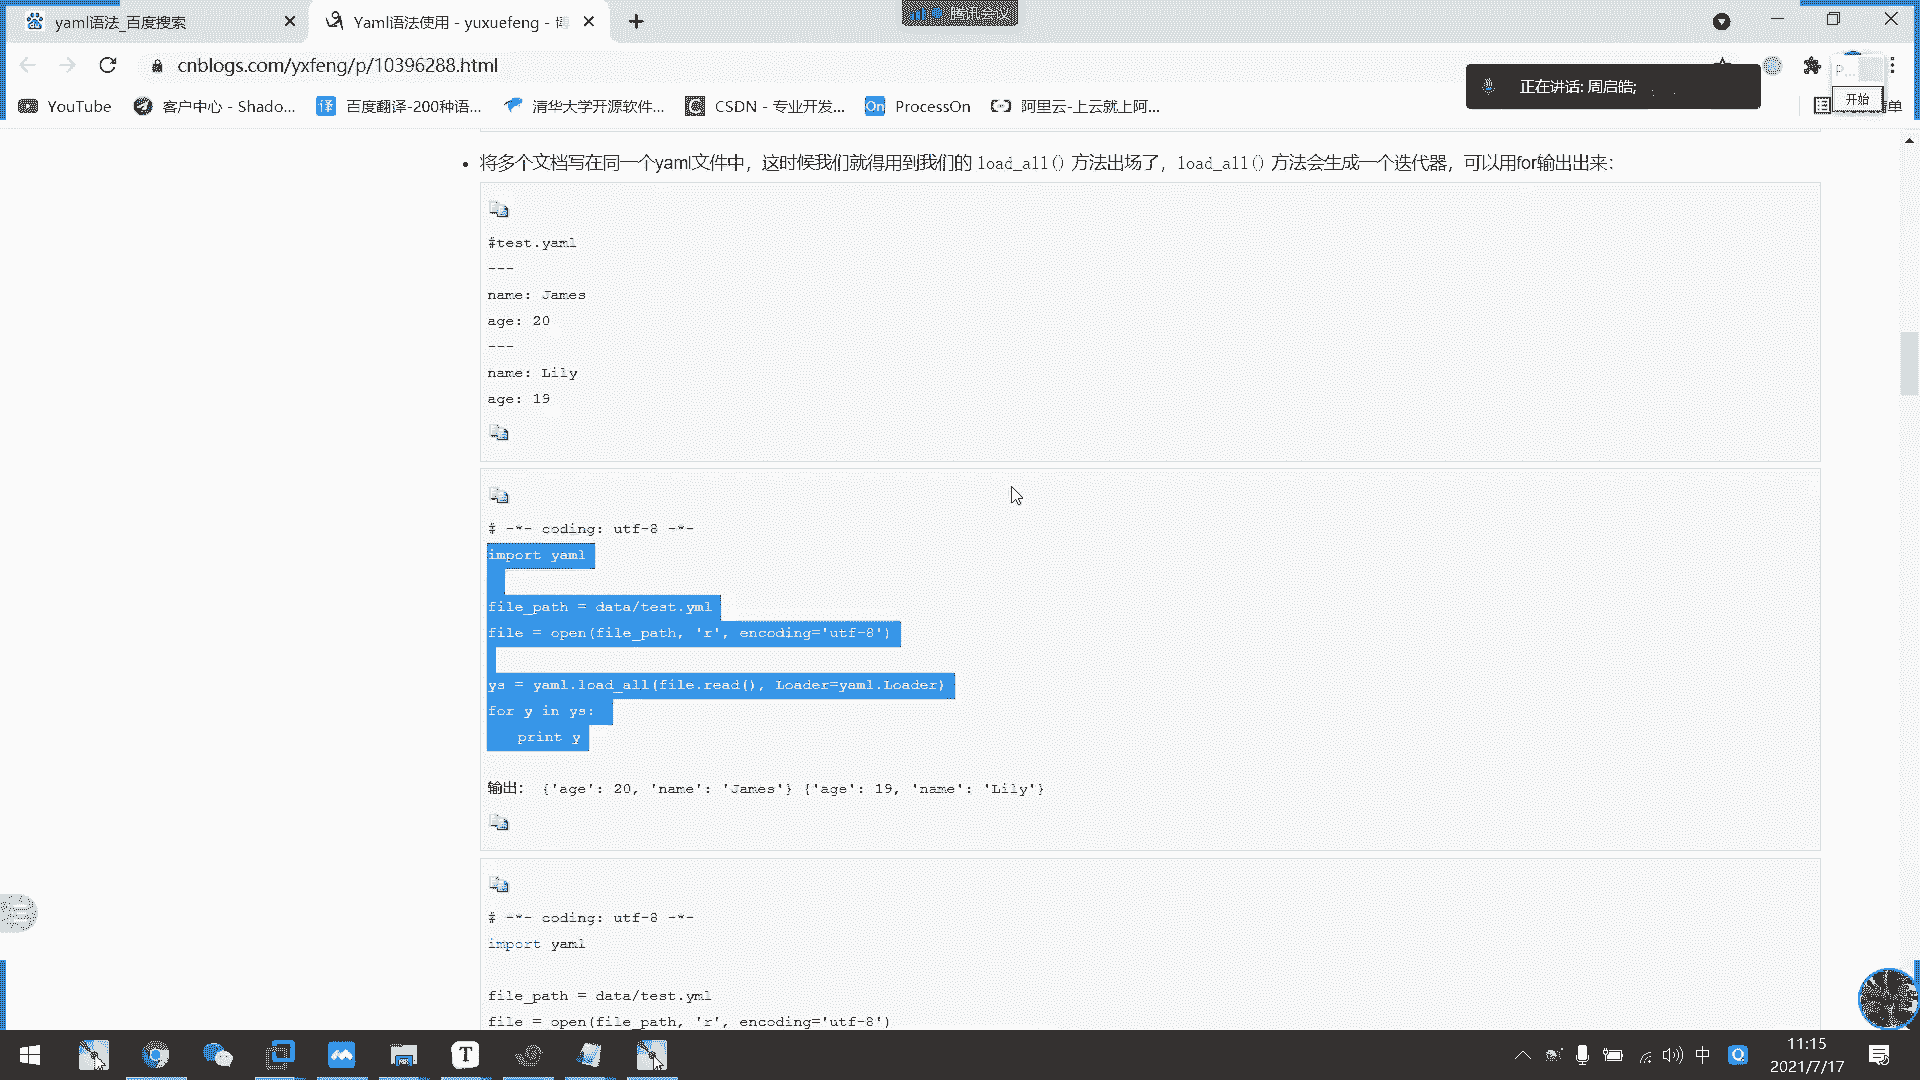 yaml语法_百度搜索
Yaml语法使用 - yuxuefeng - 博
腾讯会议
cnblogs.com/yxfeng/p/10396288.html
正在讲话: 周启皓;
P...
开始
YouTube
客户中心 - Shado...
译
百度翻译-200种语...
清华大学开源软件...
CSDN - 专业开发...
On
ProcessOn
阿里云-上云就上阿...
单
将多个文档写在同一个yaml文件中，这时候我们就得用到我们的 load_all() 方法出场了，load_all() 方法会生成一个迭代器，可以用for输出出来：
#test.yaml
---
name: James
age: 20
---
name: Lily
age: 19
# -*- coding: utf-8 -*-
import yaml
file_path = data/test.yml
file = open(file_path, 'r', encoding='utf-8')
ys = yaml.load_all(file.read(), Loader=yaml.Loader)
for y in ys:
print y
输出： {'age': 20, 'name': 'James'} {'age': 19, 'name': 'Lily'}
# -*- coding: utf-8 -*-
import yaml
file_path = data/test.yml
file = open(file_path, 'r', encoding='utf-8')
T
中
11:15
2021/7/17